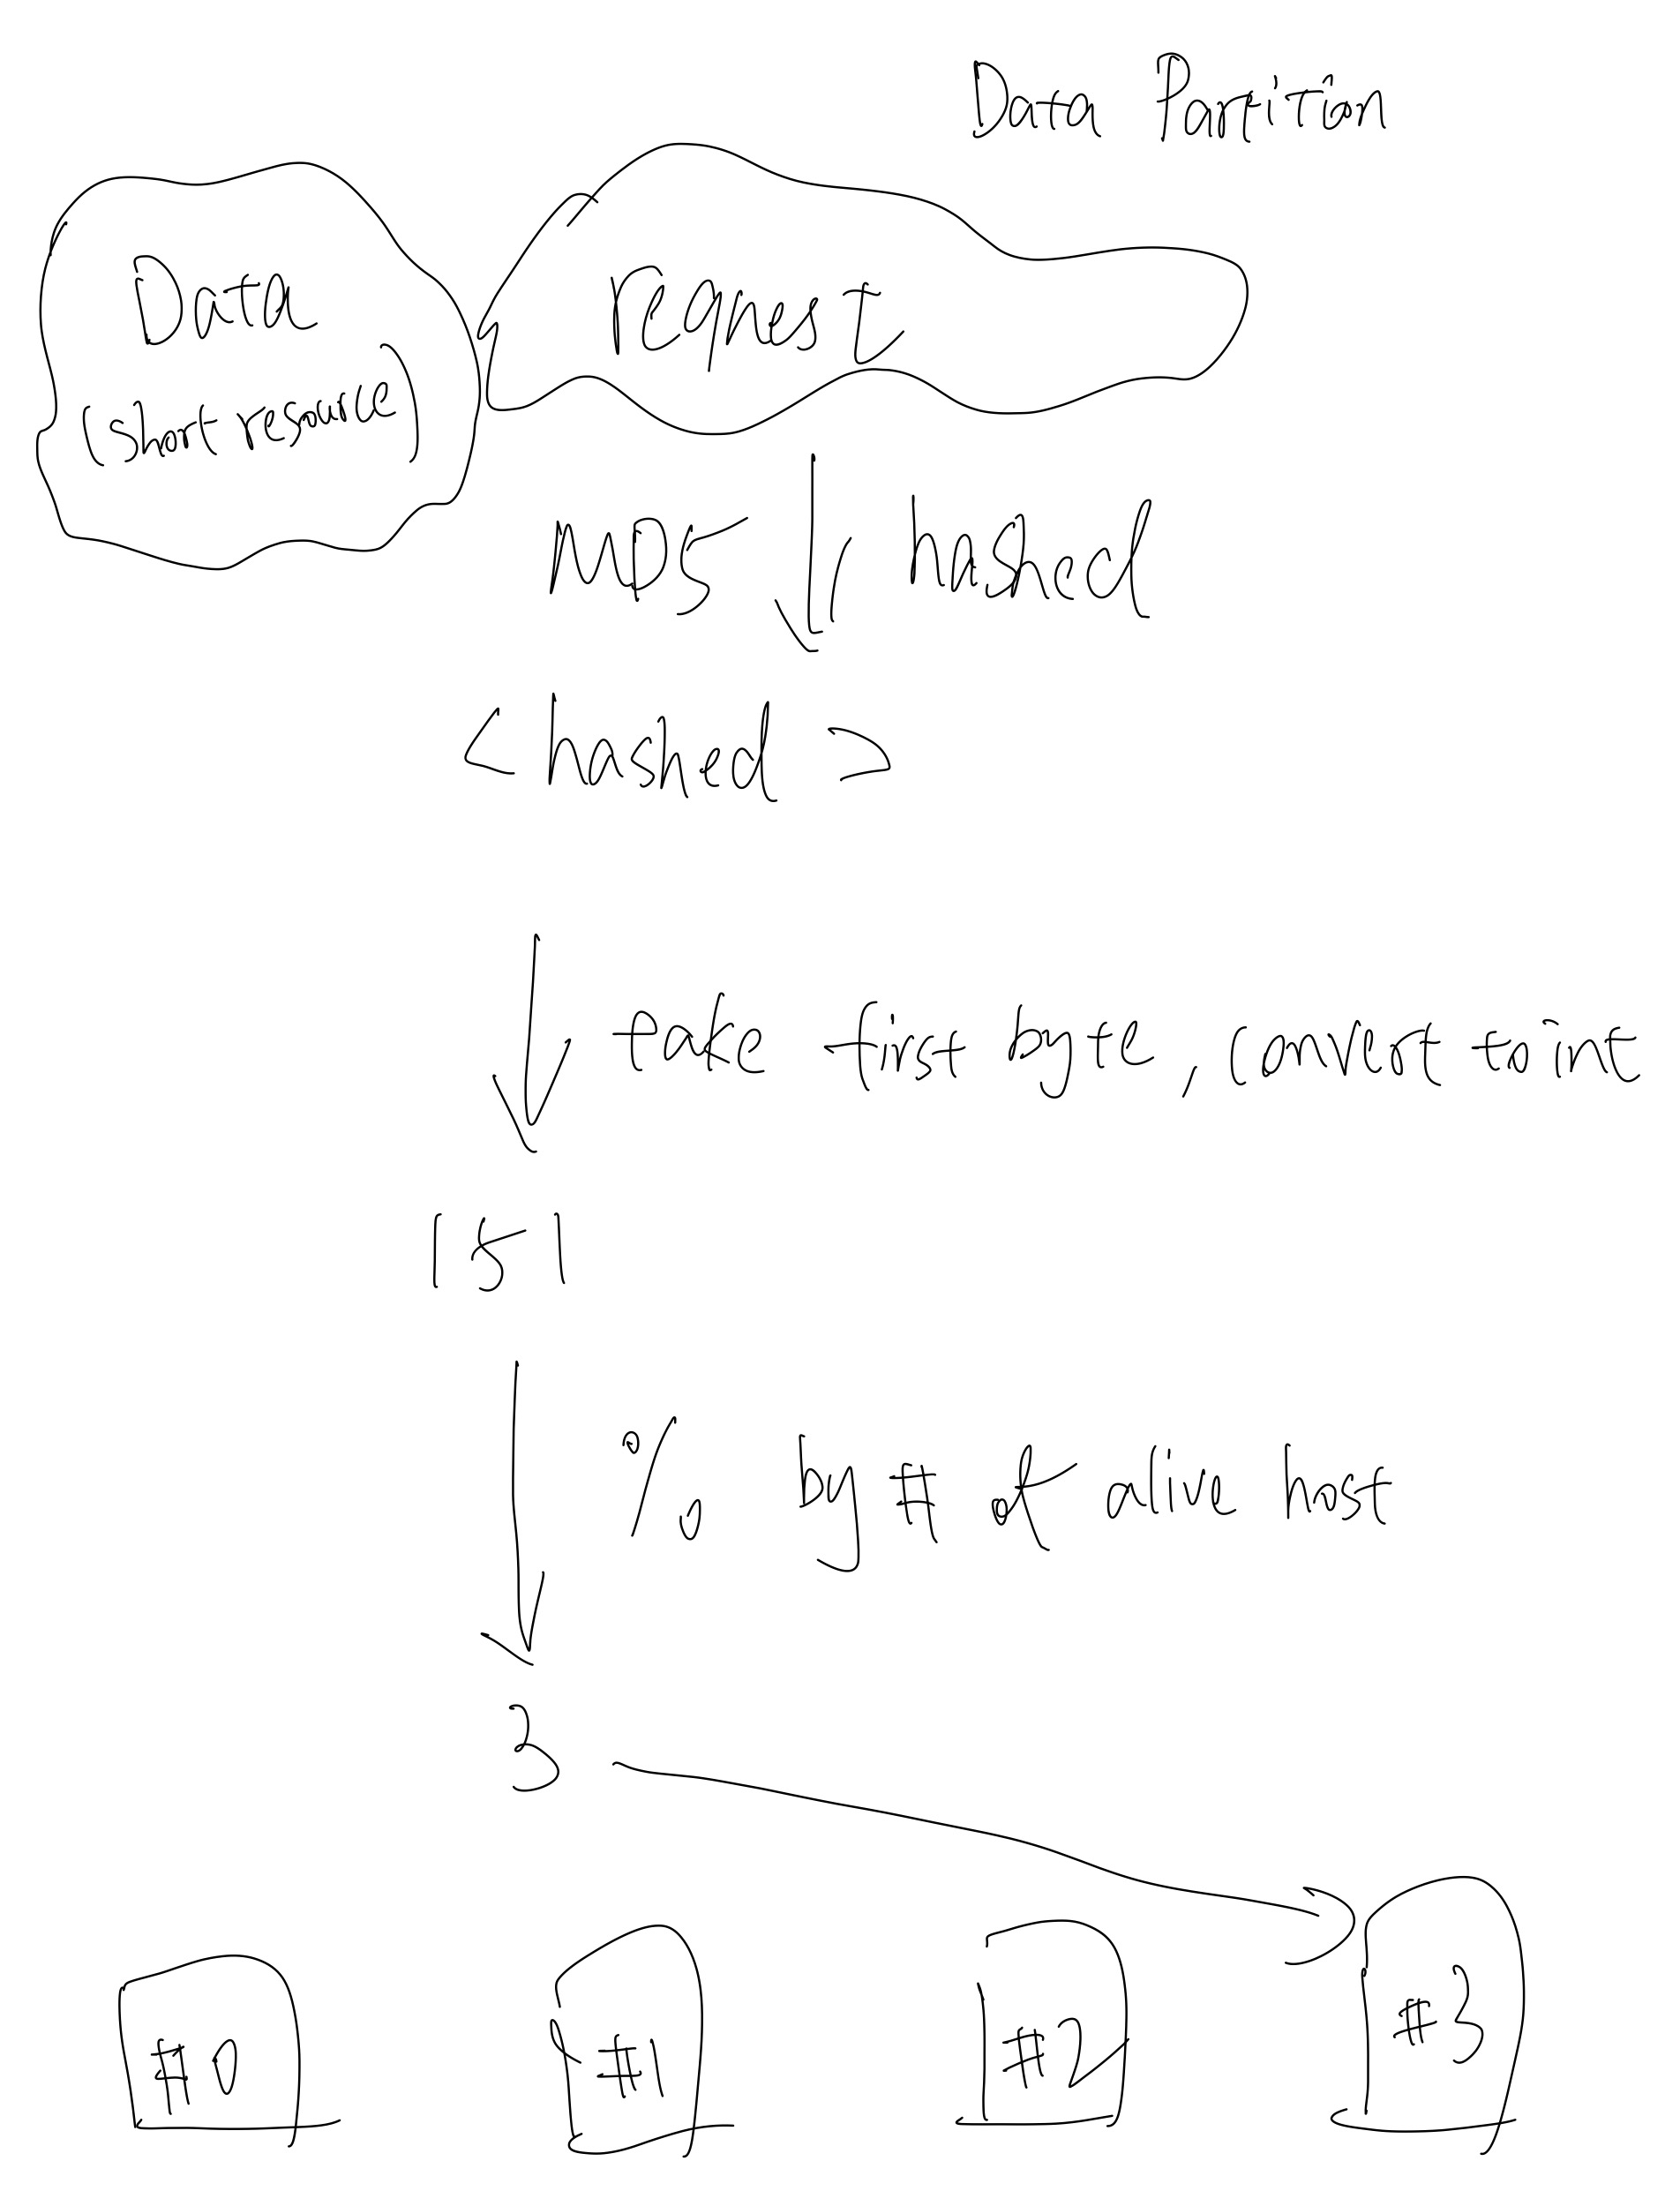 Data Partition
Data
(short resource)
request
MD5 hashed
<hashed>
take first byte, convert to int
151
% by # of alive host
3
#0
#1
#2
#3